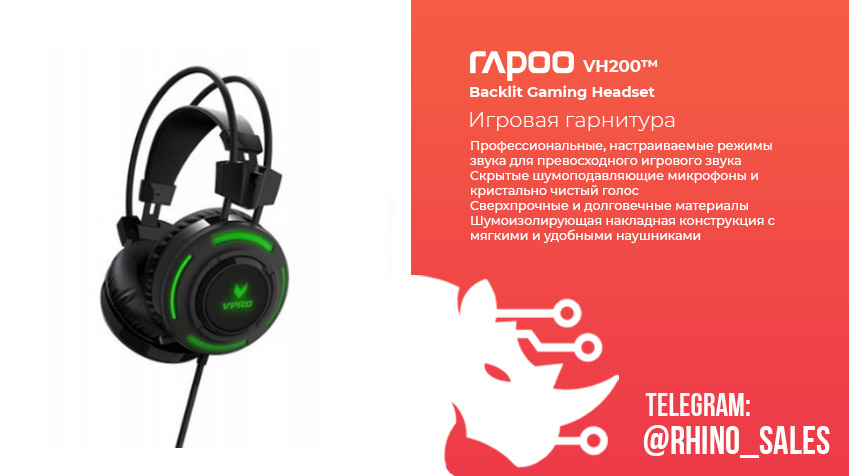 VPRO
rapoo VH200™
Backlit Gaming Headset
Игровая гарнитура
Профессиональные, настраиваемые режимы
звука для превосходного игрового звука
Скрытые шумоподавляющие микрофоны и
кристально чистый голос
Сверхпрочные и долговечные материалы
Шумоизолирующая накладная конструкция с
мягкими и удобными наушниками
TELEGRAM:
@RHINO_SALES